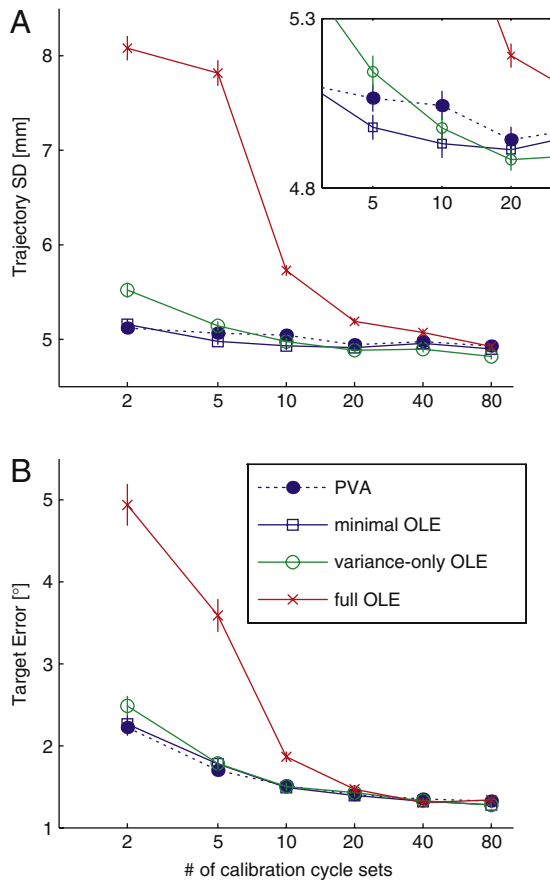 A
Trajectory SD [mm]
8
7
6
5
2
5
10
20
40
80
5.3
4.8
5
10
20
B
Target Error [°]
5
4
3
2
1
2
5
10
20
40
80
# of calibration cycle sets
PVA
minimal OLE
variance-only OLE
full OLE